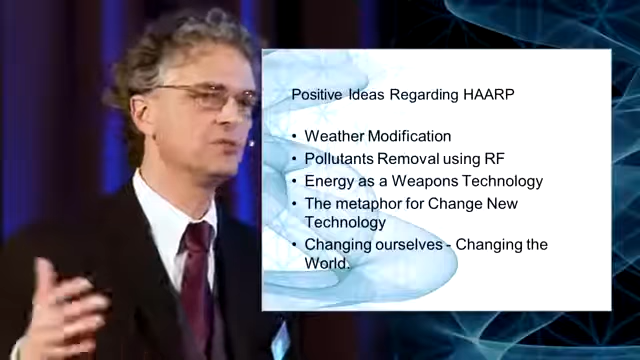 Positive Ideas Regarding HAARP
• Weather Modification
• Pollutants Removal using RF
• Energy as a Weapons Technology
• The metaphor for Change New
Technology
• Changing ourselves - Changing the
World.